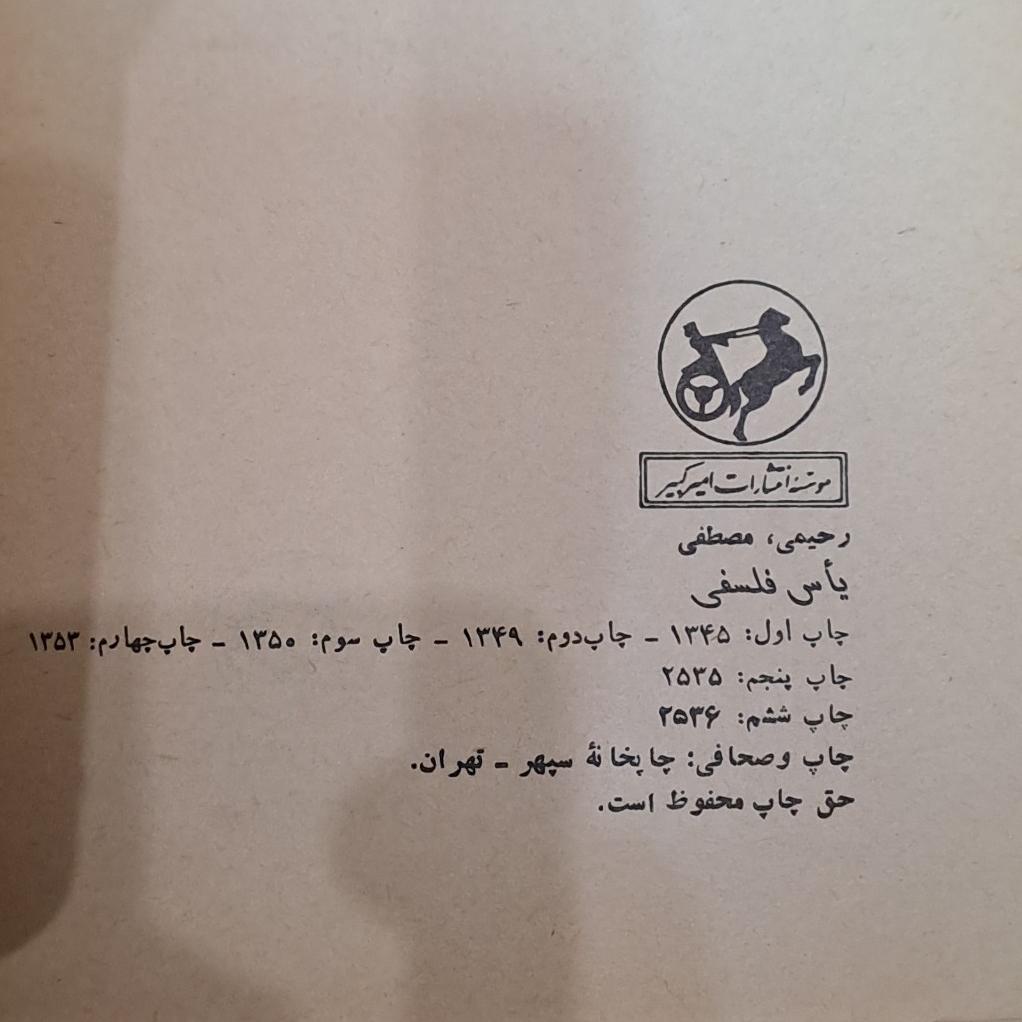 موسسهٔ انتشارات امیرکبیر
رحیمی، مصطفی
یأس فلسفی
چاپ اول: ۱۳۴۵ – چاپ دوم: ۱۳۴۹ – چاپ سوم: ۱۳۵۰ – چاپ چهارم: ۱۳۵۳
چاپ پنجم: ۲۵۳۵
چاپ ششم: ۲۵۳۶
چاپ وصحافی: چاپخانهٔ سپهر – تهران.
حق چاپ محفوظ است.